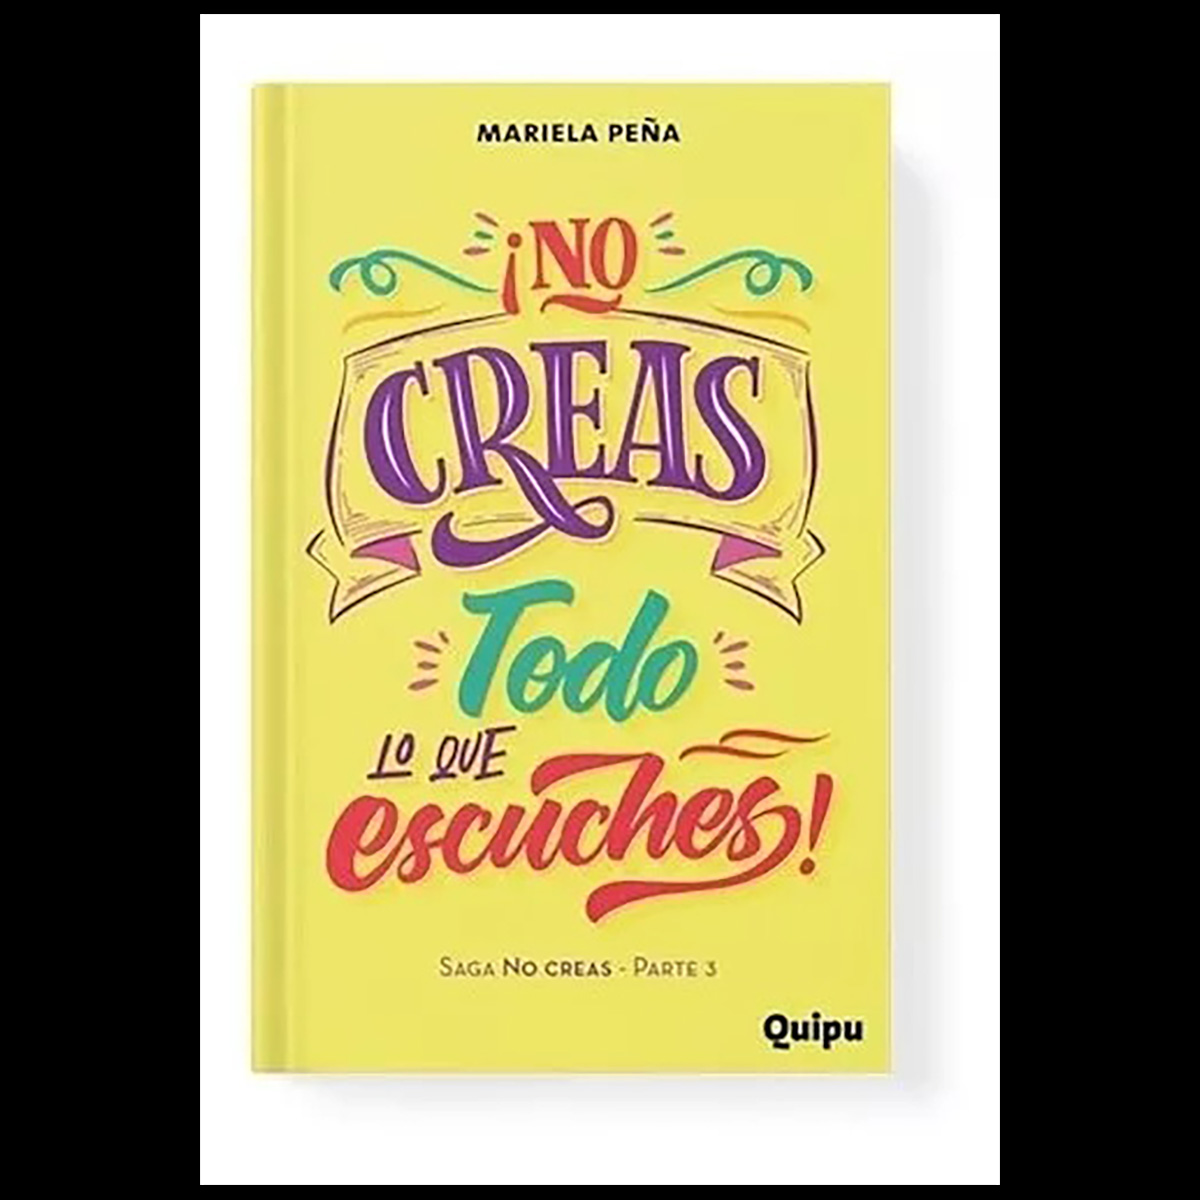 MARIELA PEÑA
¡NO
CREAS
Todo
LO QUE
escuches!
SAGA NO CREAS - PARTE 3
Quipu